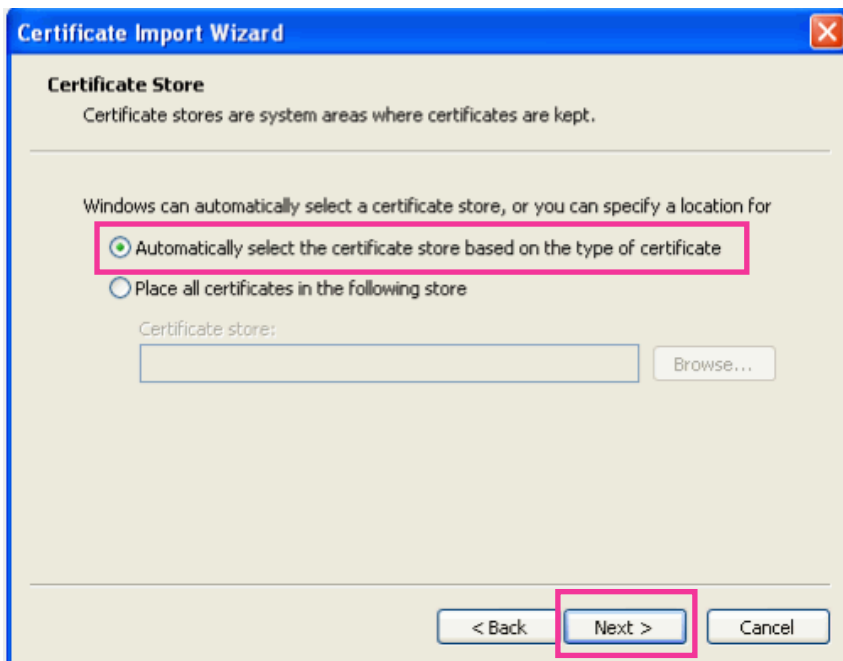 Certificate Import Wizard
Certificate Store
Certificate stores are system areas where certificates are kept.
Windows can automatically select a certificate store, or you can specify a location for
Automatically select the certificate store based on the type of certificate
Place all certificates in the following store
Certificate store:
Browse...
< Back Next > Cancel